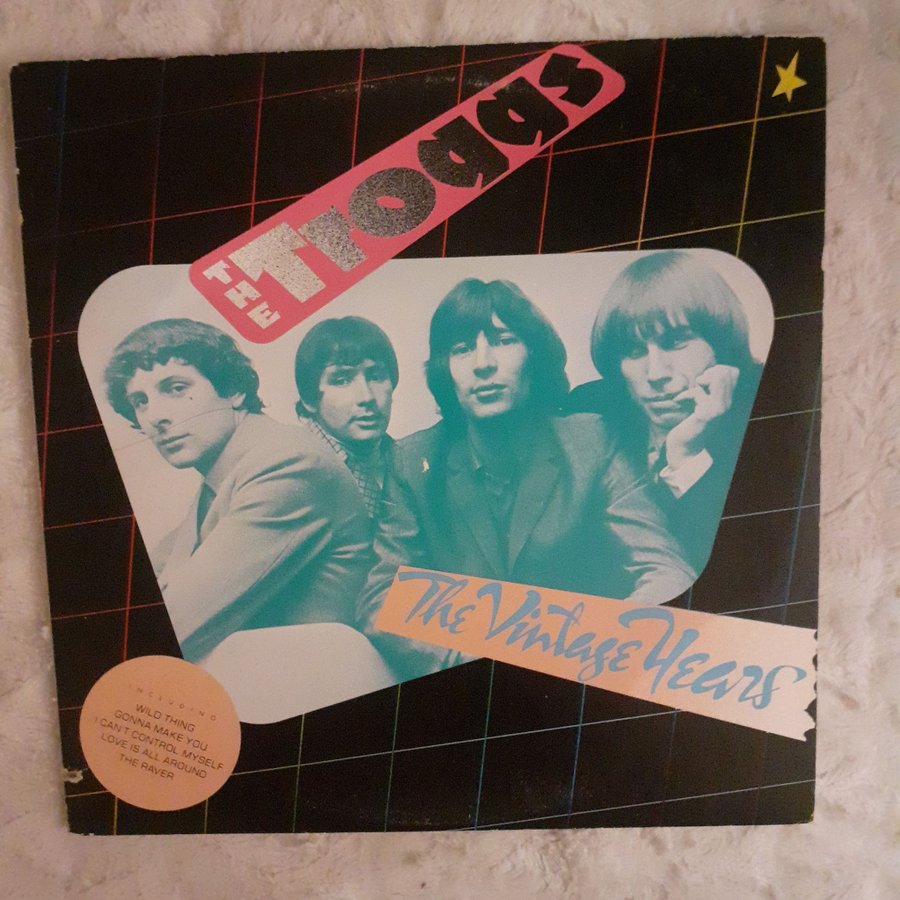 THE Troggs
The Vintage Years
INCLUDING
WILD THING
GONNA MAKE YOU
I CAN'T CONTROL MYSELF
LOVE IS ALL AROUND
THE RAVER